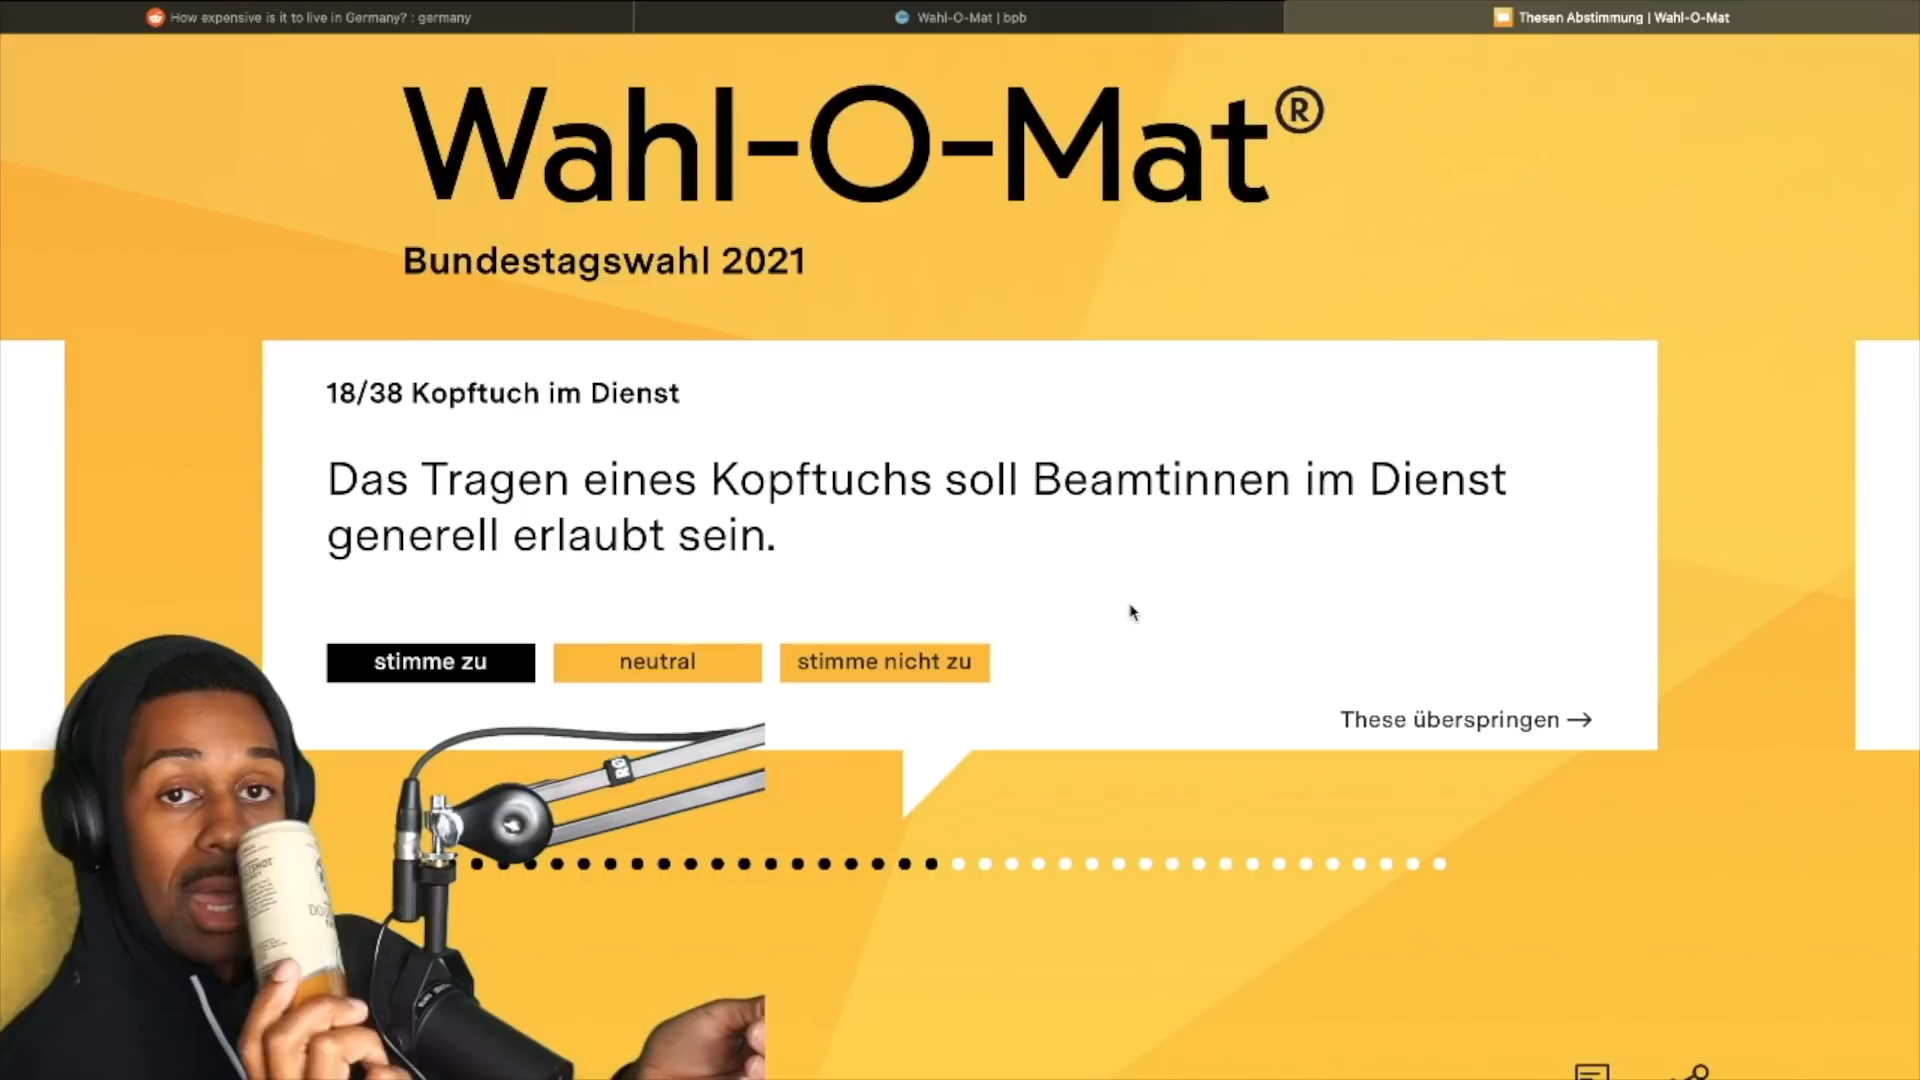 How expensive is it to live in Germany? : germany
Wahl-O-Mat | bpb
Thesen Abstimmung | Wahl-O-Mat
Wahl-O-Mat®
Bundestagswahl 2021
18/38 Kopftuch im Dienst
Das Tragen eines Kopftuchs soll Beamtinnen im Dienst
generell erlaubt sein.
stimme zu
neutral
stimme nicht zu
These überspringen →